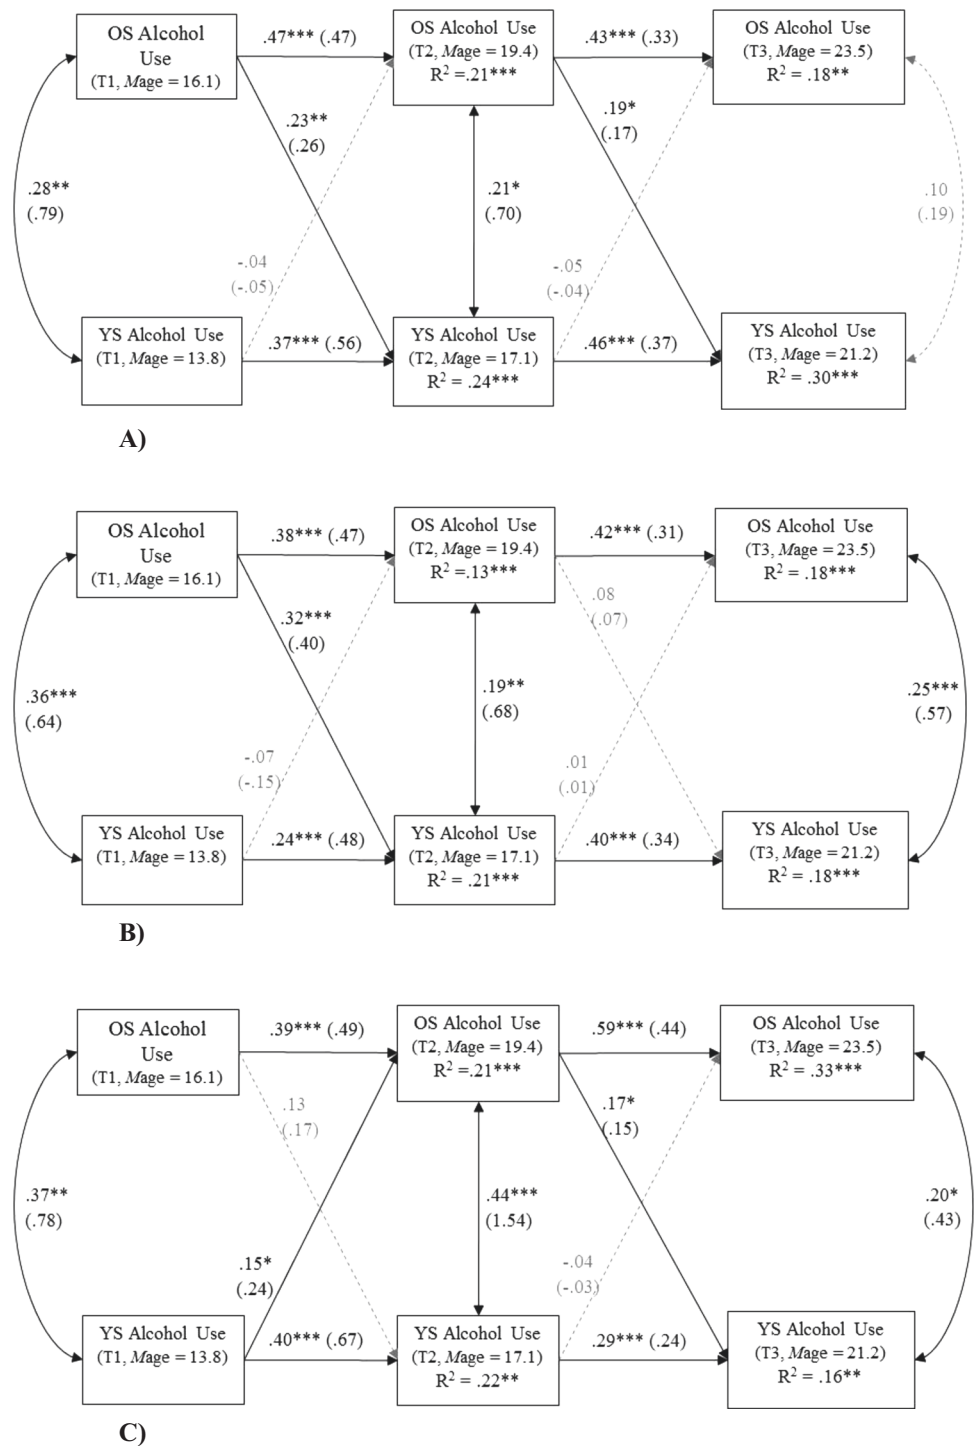 OS Alcohol
Use
(T1, Mage = 16.1)
.47*** (.47)
OS Alcohol Use
(T2, Mage = 19.4)
R² =.21***
.43*** (.33)
OS Alcohol Use
(T3, Mage = 23.5)
R² = .18**
.23**
(.26)
.19*
(.17)
.28**
(.79)
.21*
(.70)
.10
(.19)
-.04
(-.05)
-.05
(-.04)
YS Alcohol Use
(T1, Mage = 13.8)
.37*** (.56)
YS Alcohol Use
(T2, Mage = 17.1)
R² = .24***
.46*** (.37)
YS Alcohol Use
(T3, Mage = 21.2)
R² = .30***
A)
OS Alcohol
Use
(T1, Mage = 16.1)
.38*** (.47)
OS Alcohol Use
(T2, Mage = 19.4)
R² =.13***
.42*** (.31)
OS Alcohol Use
(T3, Mage = 23.5)
R² = .18***
.32***
(.40)
.08
(.07)
.36***
(.64)
.19**
(.68)
.25***
(.57)
-.07
(-.15)
.01
(.01)
YS Alcohol Use
(T1, Mage = 13.8)
.24*** (.48)
YS Alcohol Use
(T2, Mage = 17.1)
R² = .21***
.40*** (.34)
YS Alcohol Use
(T3, Mage = 21.2)
R² = .18***
B)
OS Alcohol
Use
(T1, Mage = 16.1)
.39*** (.49)
OS Alcohol Use
(T2, Mage = 19.4)
R² =.21***
.59*** (.44)
OS Alcohol Use
(T3, Mage = 23.5)
R² = .33***
.13
(.17)
.17*
(.15)
.37**
(.78)
.44***
(1.54)
.20*
(.43)
.15*
(.24)
-.04
(-.03)
YS Alcohol Use
(T1, Mage = 13.8)
.40*** (.67)
YS Alcohol Use
(T2, Mage = 17.1)
R² = .22**
.29*** (.24)
YS Alcohol Use
(T3, Mage = 21.2)
R² = .16**
C)